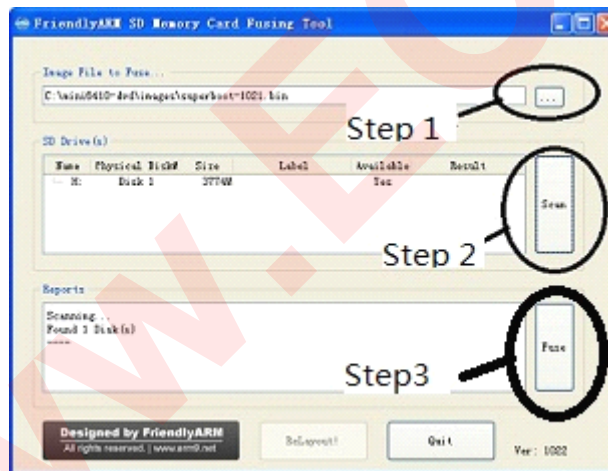 FriendlyARM SD Memory Card Fusing Tool
Image File to Fuse...
C:\mini6410-dvd\images\superboot-1021.bin
...
Step 1
SD Drive(s)
Name Physical Disk# Size Label Available Result
M: Disk 3 3774M Yes
Scan
Step 2
Reports
Scanning...
Found 1 Disk(s)
----
Fuse
Step3
Designed by FriendlyARM
All rights reserved. | www.arm9.net
ReLayout!
Quit
Ver: 1022